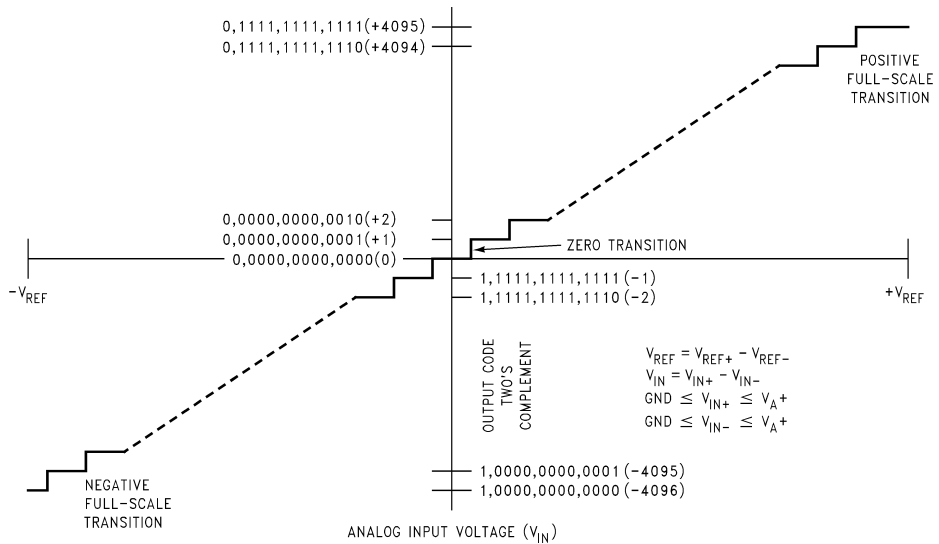 0,1111,1111,1111(+4095)
0,1111,1111,1110(+4094)
POSITIVE
FULL-SCALE
TRANSITION
0,0000,0000,0010(+2)
0,0000,0000,0001(+1)
0,0000,0000,0000(0)
ZERO TRANSITION
-VREF
+VREF
1,1111,1111,1111(-1)
1,1111,1111,1110(-2)
OUTPUT CODE
TWO'S
COMPLEMENT
VREF = VREF+ - VREF-
VIN = VIN+ - VIN-
GND ≤ VIN+ ≤ VA+
GND ≤ VIN- ≤ VA+
1,0000,0000,0001(-4095)
1,0000,0000,0000(-4096)
NEGATIVE
FULL-SCALE
TRANSITION
ANALOG INPUT VOLTAGE (VIN)